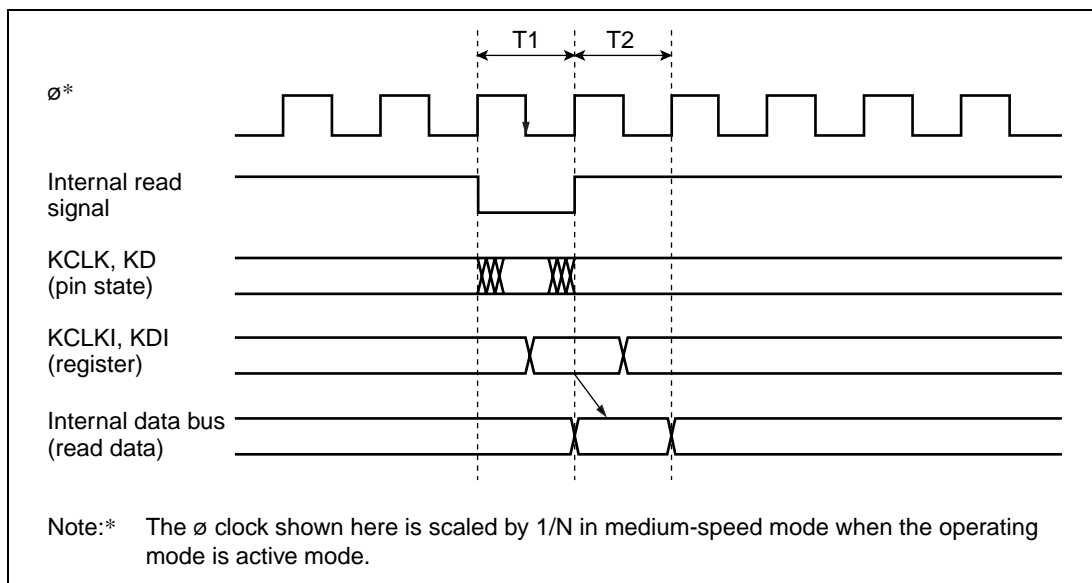 T1 T2
ø*
Internal read
signal
KCLK, KD
(pin state)
KCLKI, KDI
(register)
Internal data bus
(read data)
Note:* The ø clock shown here is scaled by 1/N in medium-speed mode when the operating
mode is active mode.